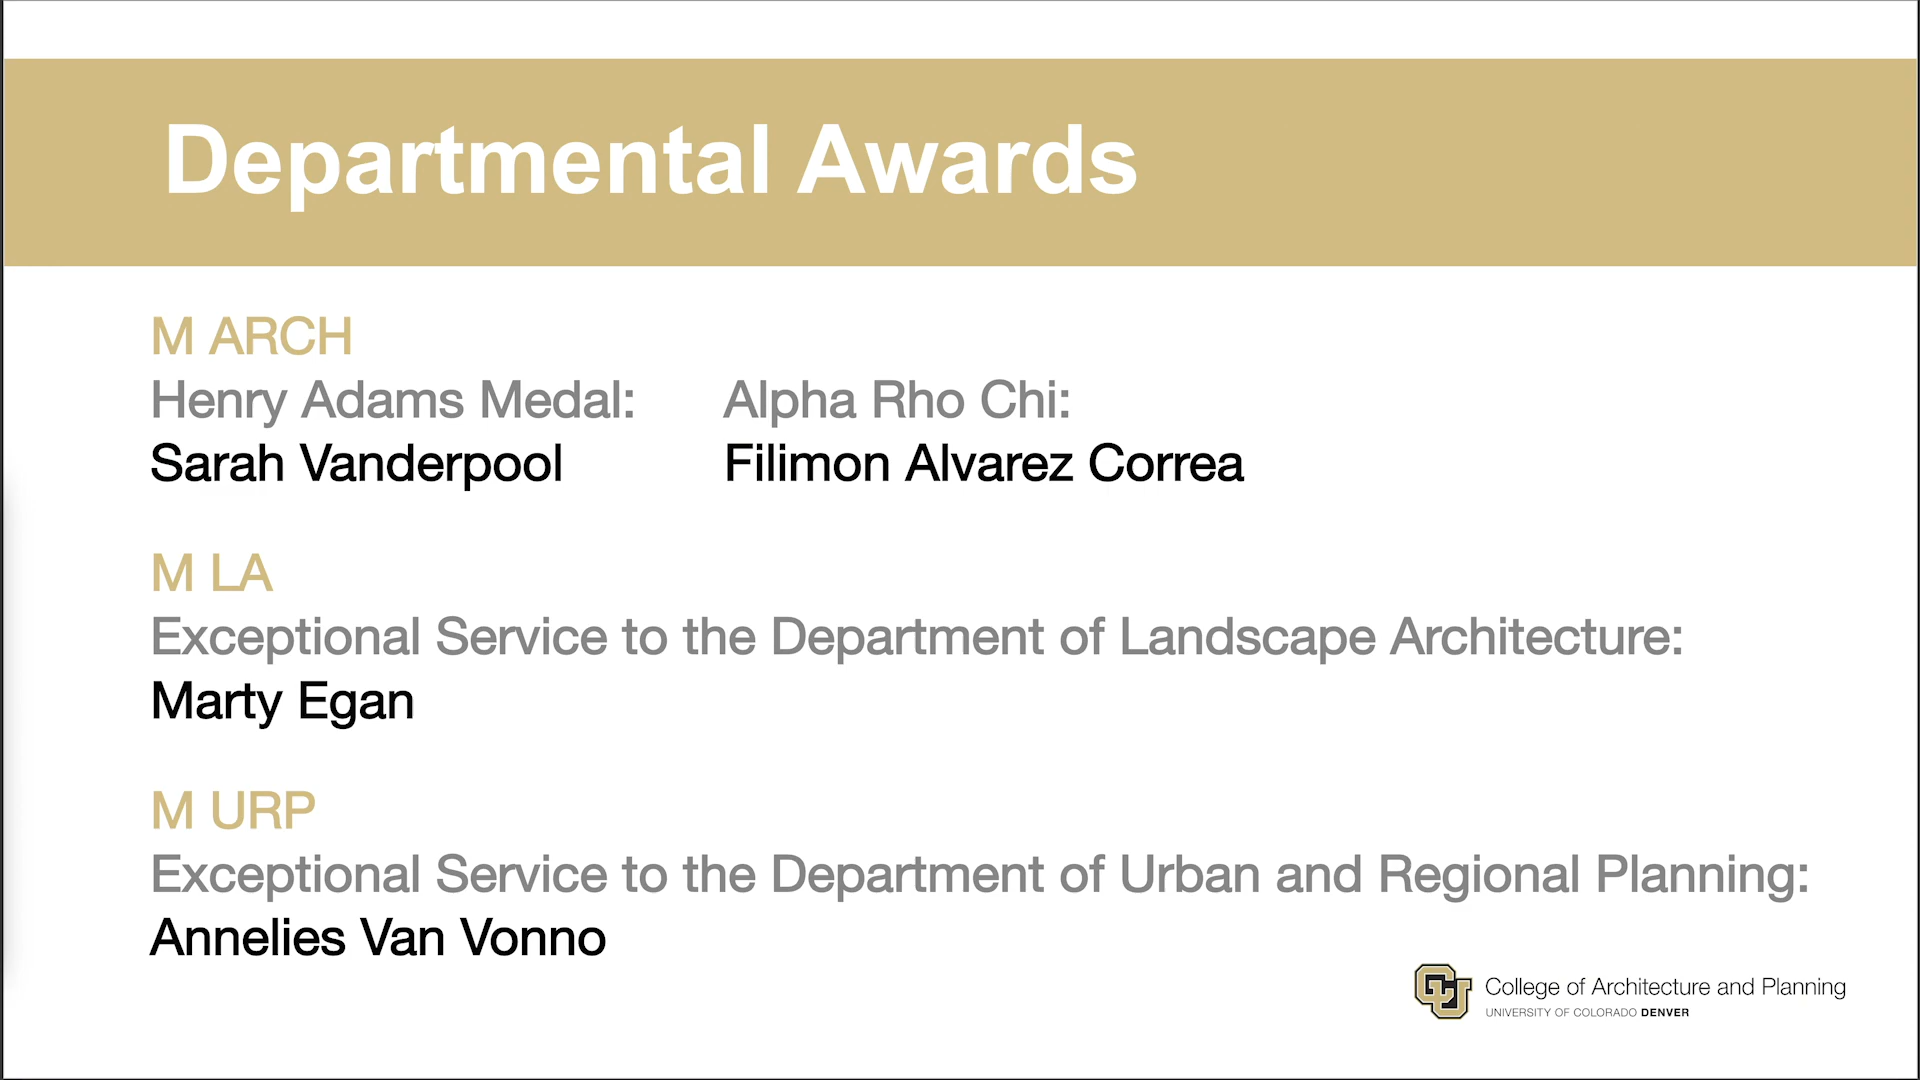 Departmental Awards
M ARCH
Henry Adams Medal: Alpha Rho Chi:
Sarah Vanderpool Filimon Alvarez Correa
M LA
Exceptional Service to the Department of Landscape Architecture:
Marty Egan
M URP
Exceptional Service to the Department of Urban and Regional Planning:
Annelies Van Vonno
CU College of Architecture and Planning
UNIVERSITY OF COLORADO DENVER